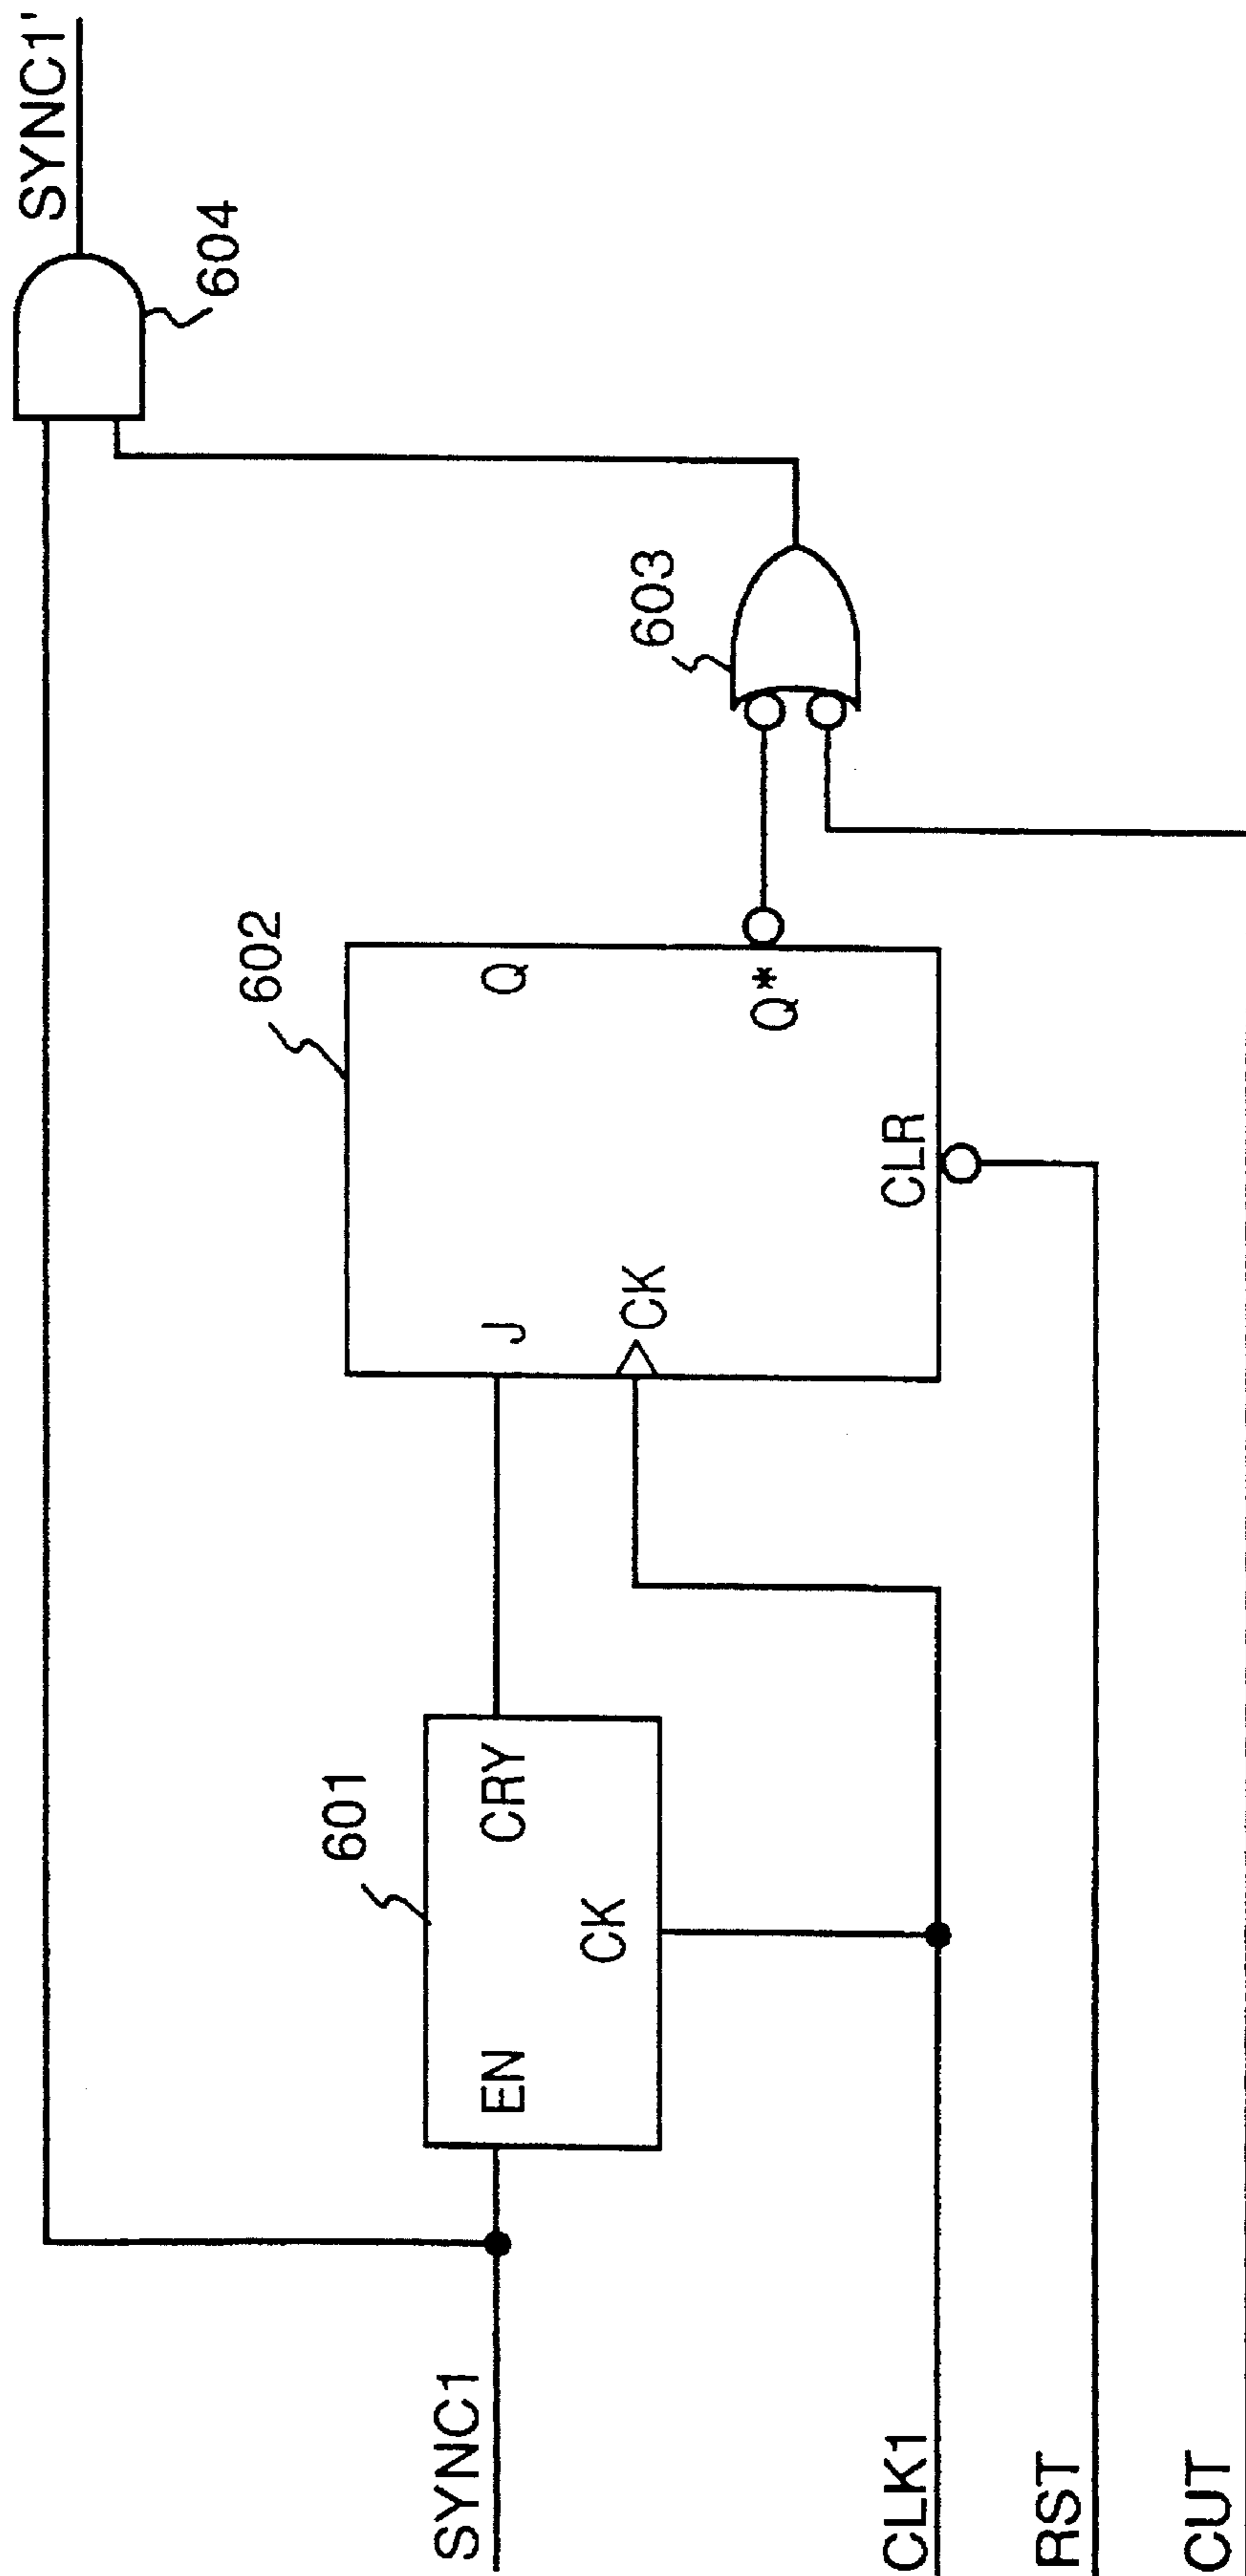 SYNC1'
604
603
602
Q
Q*
J
CK
CLR
601
EN
CRY
CK
SYNC1
CLK1
RST
CUT